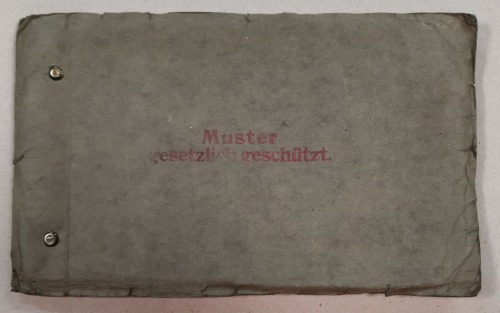 Muster
gesetzlich geschützt.